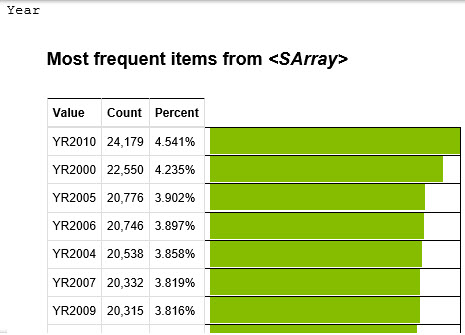 Year
Most frequent items from <SArray>
Value Count Percent
YR2010 24,179 4.541%
YR2000 22,550 4.235%
YR2005 20,776 3.902%
YR2006 20,746 3.897%
YR2004 20,538 3.858%
YR2007 20,332 3.819%
YR2009 20,315 3.816%